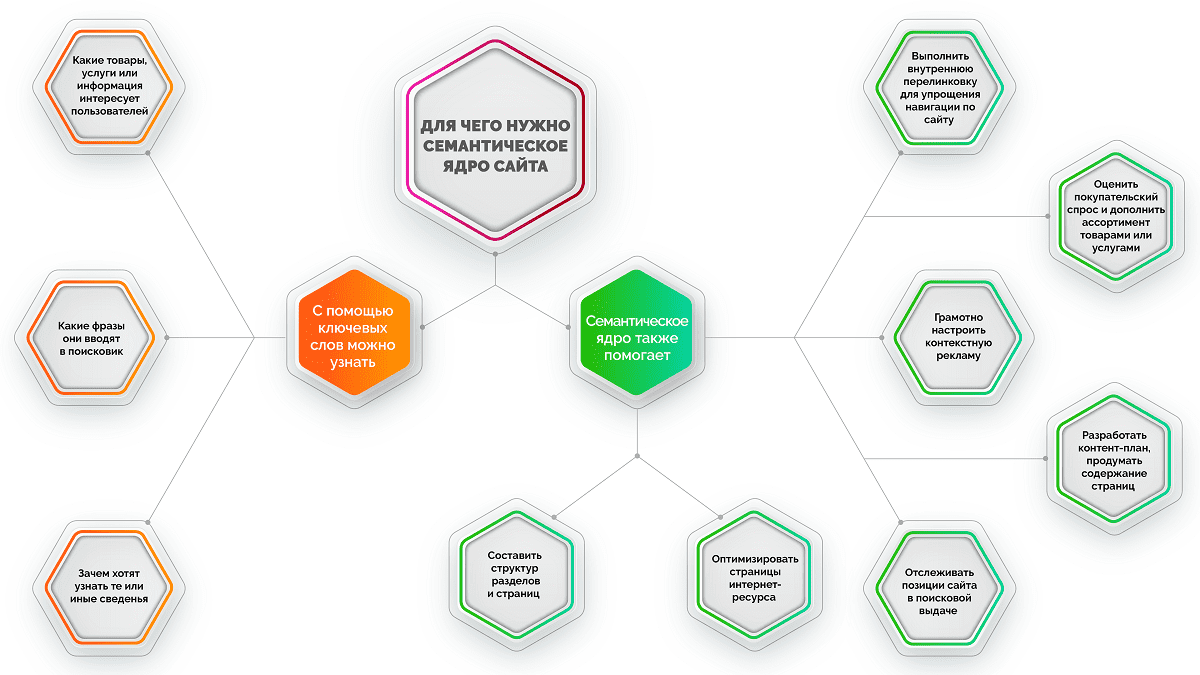 ДЛЯ ЧЕГО НУЖНО
СЕМАНТИЧЕСКОЕ
ЯДРО САЙТА
С помощью
ключевых
слов можно
узнать
Какие товары,
услуги или
информация
интересует
пользователей
Какие фразы
они вводят
в поисковик
Зачем хотят
узнать те или
иные сведенья
Семантическое
ядро также
помогает
Выполнить
внутреннюю
перелинковку
для упрощения
навигации по
сайту
Оценить
покупательский
спрос и дополнить
ассортимент
товарами или
услугами
Грамотно
настроить
контекстную
рекламу
Разработать
контент-план,
продумать
содержание
страниц
Отслеживать
позиции сайта
в поисковой
выдаче
Оптимизировать
страницы
интернет-
ресурса
Составить
структур
разделов
и страниц